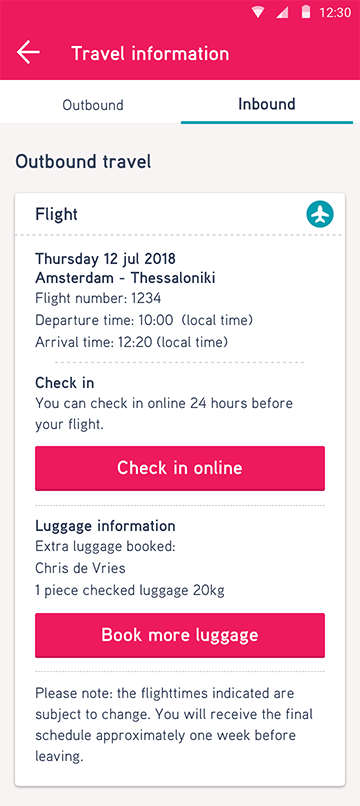 12:30
Travel information
Outbound
Inbound
Outbound travel
Flight
Thursday 12 jul 2018
Amsterdam - Thessaloniki
Flight number: 1234
Departure time: 10:00 (local time)
Arrival time: 12:20 (local time)
Check in
You can check in online 24 hours before
your flight.
Check in online
Luggage information
Extra luggage booked:
Chris de Vries
1 piece checked luggage 20kg
Book more luggage
Please note: the flighttimes indicated are
subject to change. You will receive the final
schedule approximately one week before
leaving.